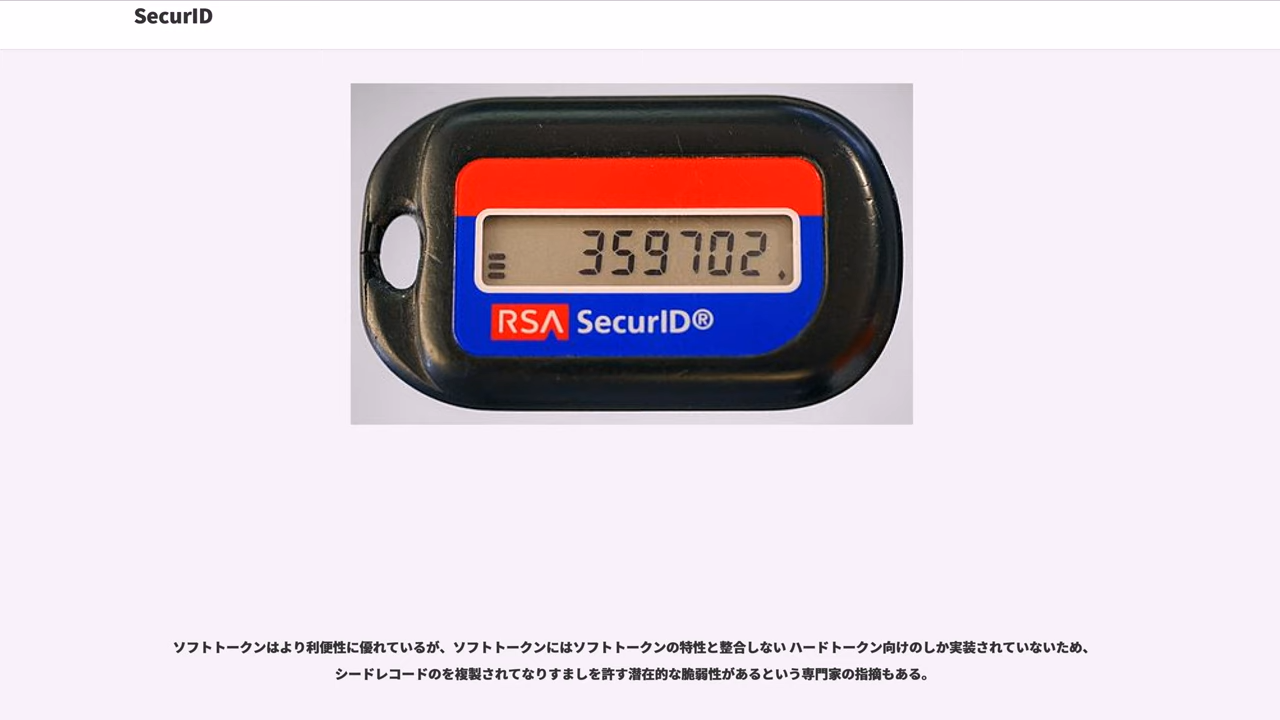 SecurID
359702
RSA SecurID®
ソフトトークンはより利便性に優れているが、ソフトトークンにはソフトトークンの特性と整合しない ハードトークン向けのしか実装されていないため、
シードレコードのを複製されてなりすましを許す潜在的な脆弱性があるという専門家の指摘もある。